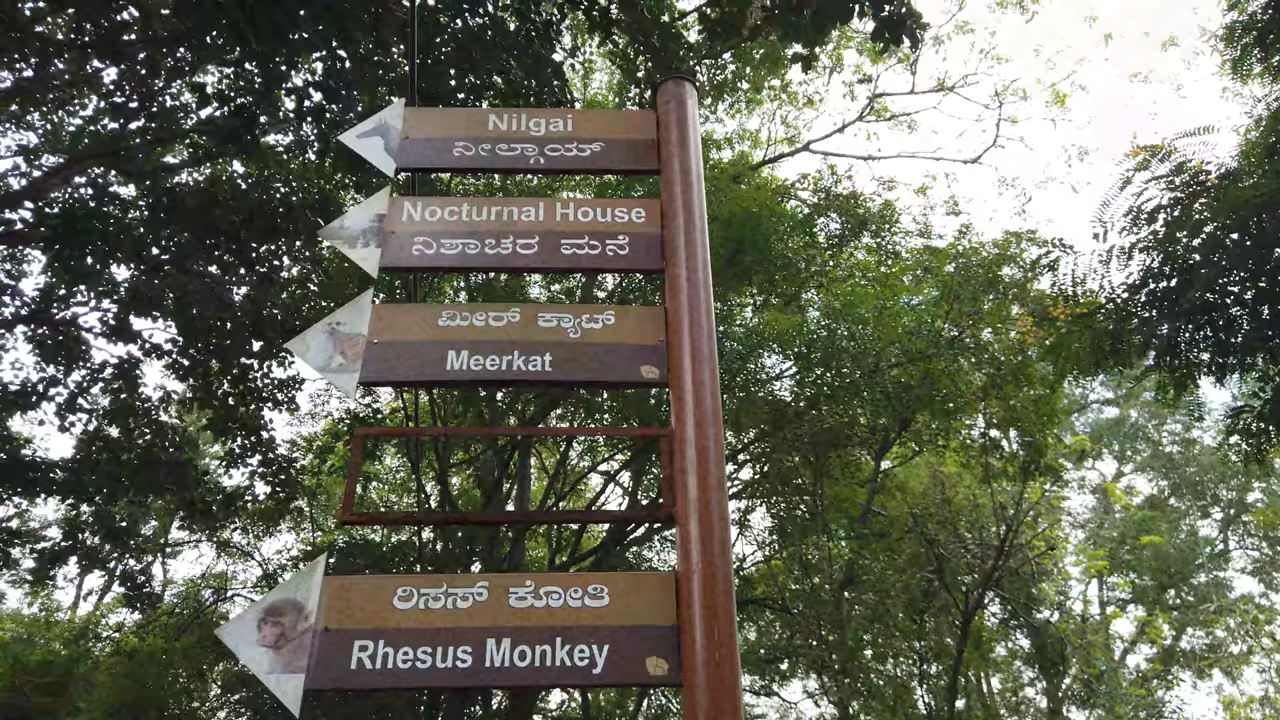 Nilgai
ನೀಲ್ಗಾಯ್
Nocturnal House
ನಿಶಾಚರ ಮನೆ
ಮೀರ್ ಕ್ಯಾಟ್
Meerkat
ರಿಸಸ್ ಕೋತಿ
Rhesus Monkey